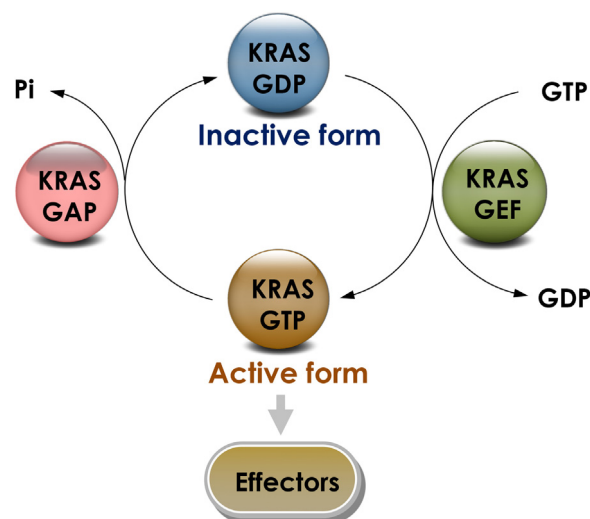 KRAS
GDP
Inactive form
Pi
GTP
KRAS
GAP
KRAS
GEF
KRAS
GTP
GDP
Active form
Effectors